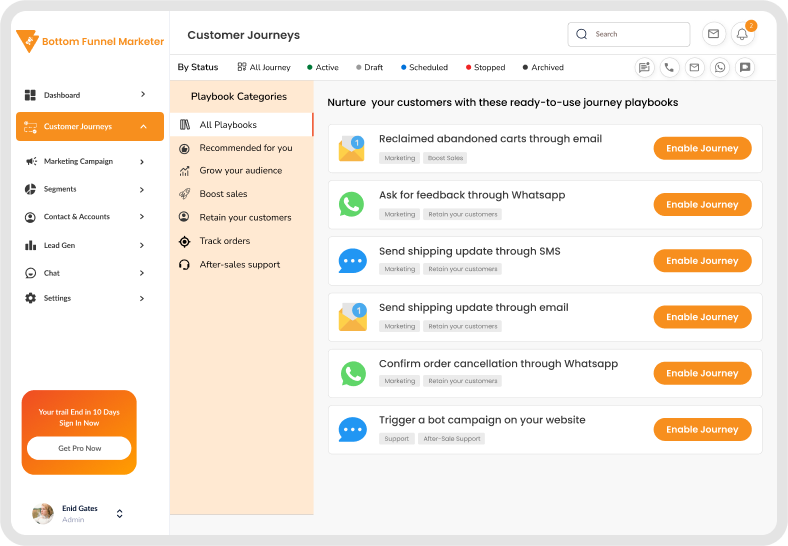 Bottom Funnel Marketer
Customer Journeys
Search
2
By Status
All Journey
Active
Draft
Scheduled
Stopped
Archived
Dashboard
Customer Journeys
Marketing Campaign
Segments
Contact & Accounts
Lead Gen
Chat
Settings
Your trail End in 10 Days
Sign In Now
Get Pro Now
Enid Gates
Admin
Playbook Categories
All Playbooks
Recommended for you
Grow your audience
Boost sales
Retain your customers
Track orders
After-sales support
Nurture your customers with these ready-to-use journey playbooks
1
Reclaimed abandoned carts through email
Marketing
Boost Sales
Enable Journey
Ask for feedback through Whatsapp
Marketing
Retain your customers
Enable Journey
Send shipping update through SMS
Marketing
Retain your customers
Enable Journey
1
Send shipping update through email
Marketing
Retain your customers
Enable Journey
Confirm order cancellation through Whatsapp
Marketing
Retain your customers
Enable Journey
Trigger a bot campaign on your website
Support
After-Sale Support
Enable Journey